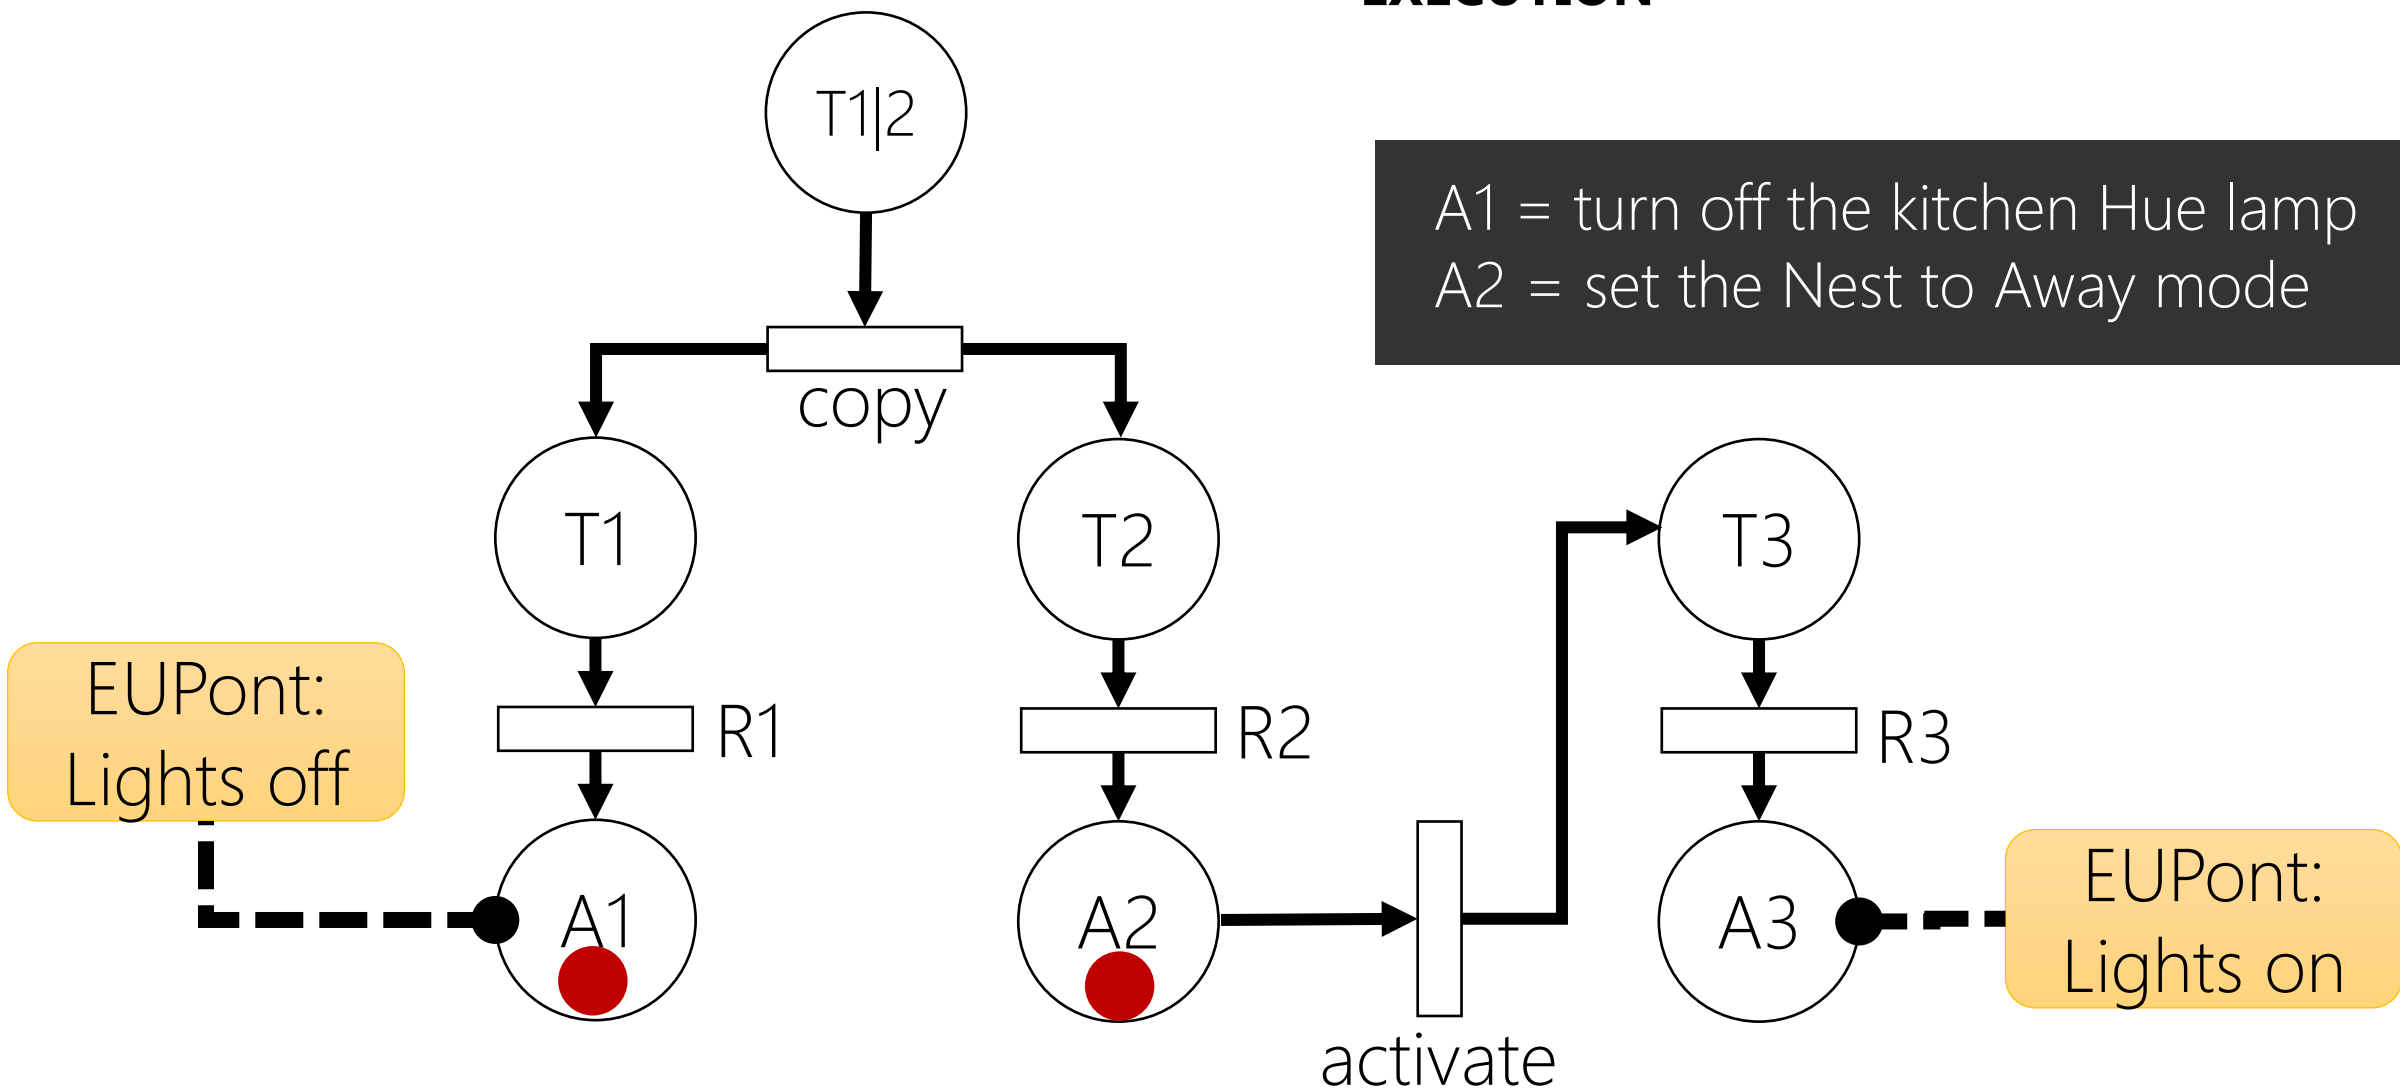 EXECUTION
T1|2
A1 = turn off the kitchen Hue lamp
A2 = set the Nest to Away mode
copy
T1
T2
T3
EUPont:
Lights off
R1
R2
R3
A1
A2
A3
EUPont:
Lights on
activate